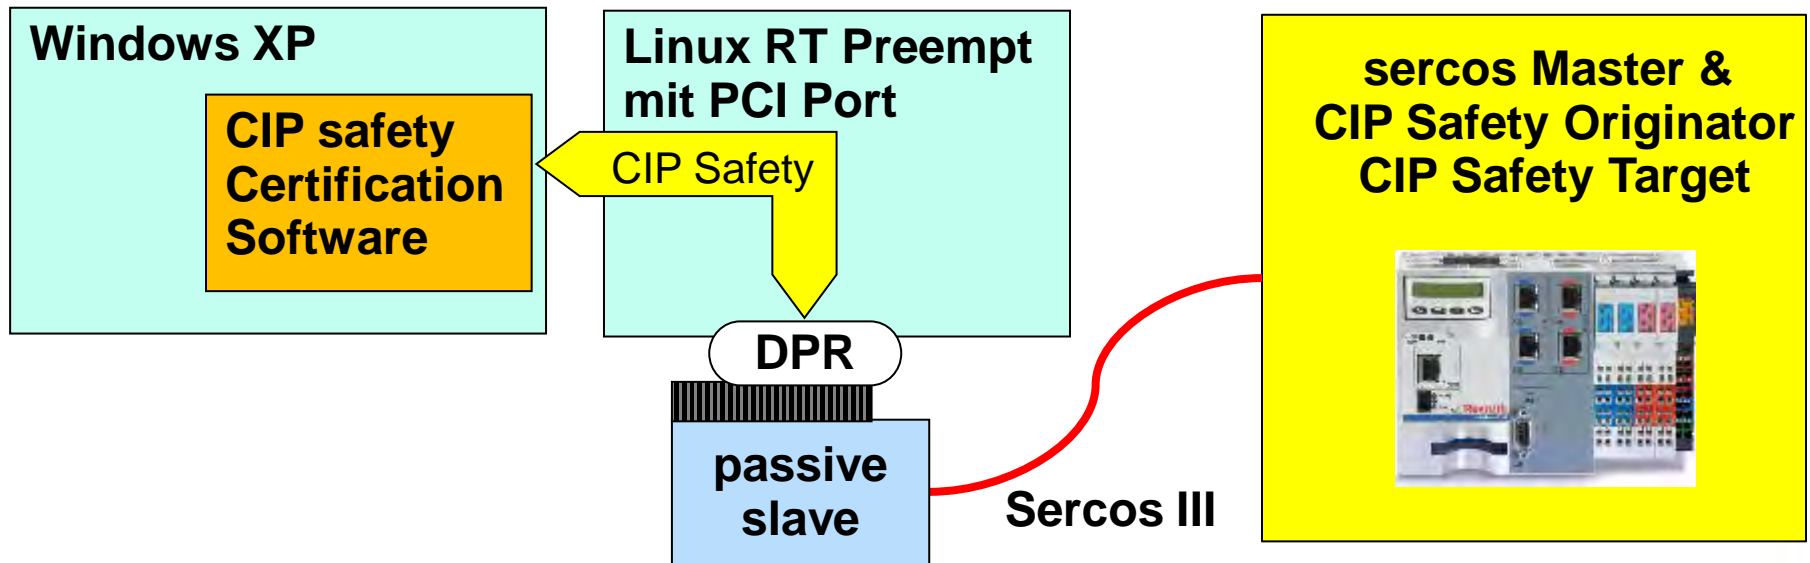 Windows XP
CIP safety
Certification
Software
Linux RT Preempt
mit PCI Port
CIP Safety
DPR
passive
slave
Sercos III
sercos Master &
CIP Safety Originator
CIP Safety Target
Rexroth